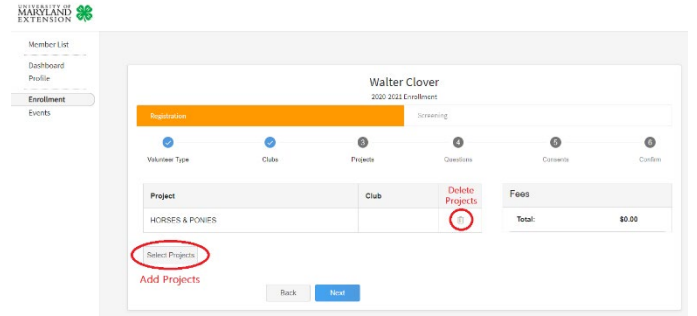 UNIVERSITY OF
MARYLAND
EXTENSION
Member List
Dashboard
Profile
Enrollment
Events
Walter Clover
2020-2021 Enrollment
Registration
Screening
3
4
5
6
Volunteer Type
Clubs
Projects
Questions
Consents
Confirm
Project
Club
Delete
Projects
Fees
HORSES & PONIES
Total:
$0.00
Select Projects
Add Projects
Back
Next